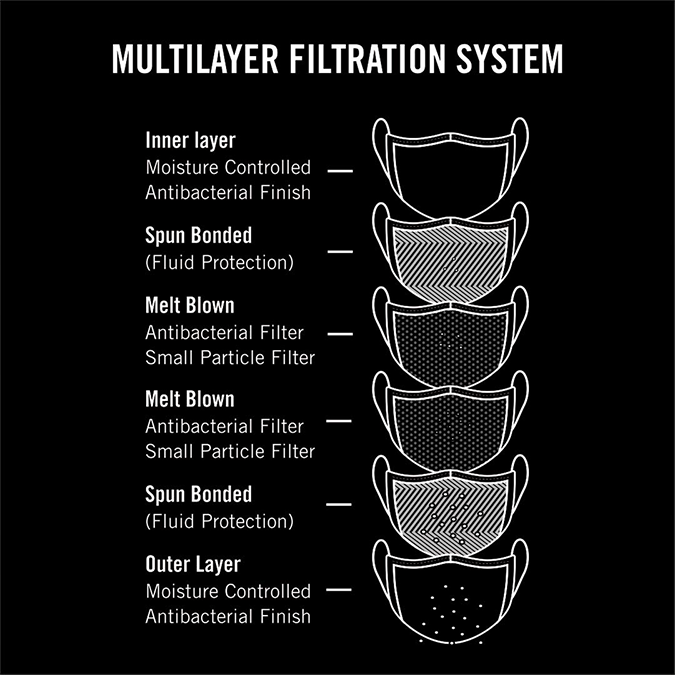 MULTILAYER FILTRATION SYSTEM
Inner layer
Moisture Controlled
Antibacterial Finish
Spun Bonded
(Fluid Protection)
Melt Blown
Antibacterial Filter
Small Particle Filter
Melt Blown
Antibacterial Filter
Small Particle Filter
Spun Bonded
(Fluid Protection)
Outer Layer
Moisture Controlled
Antibacterial Finish